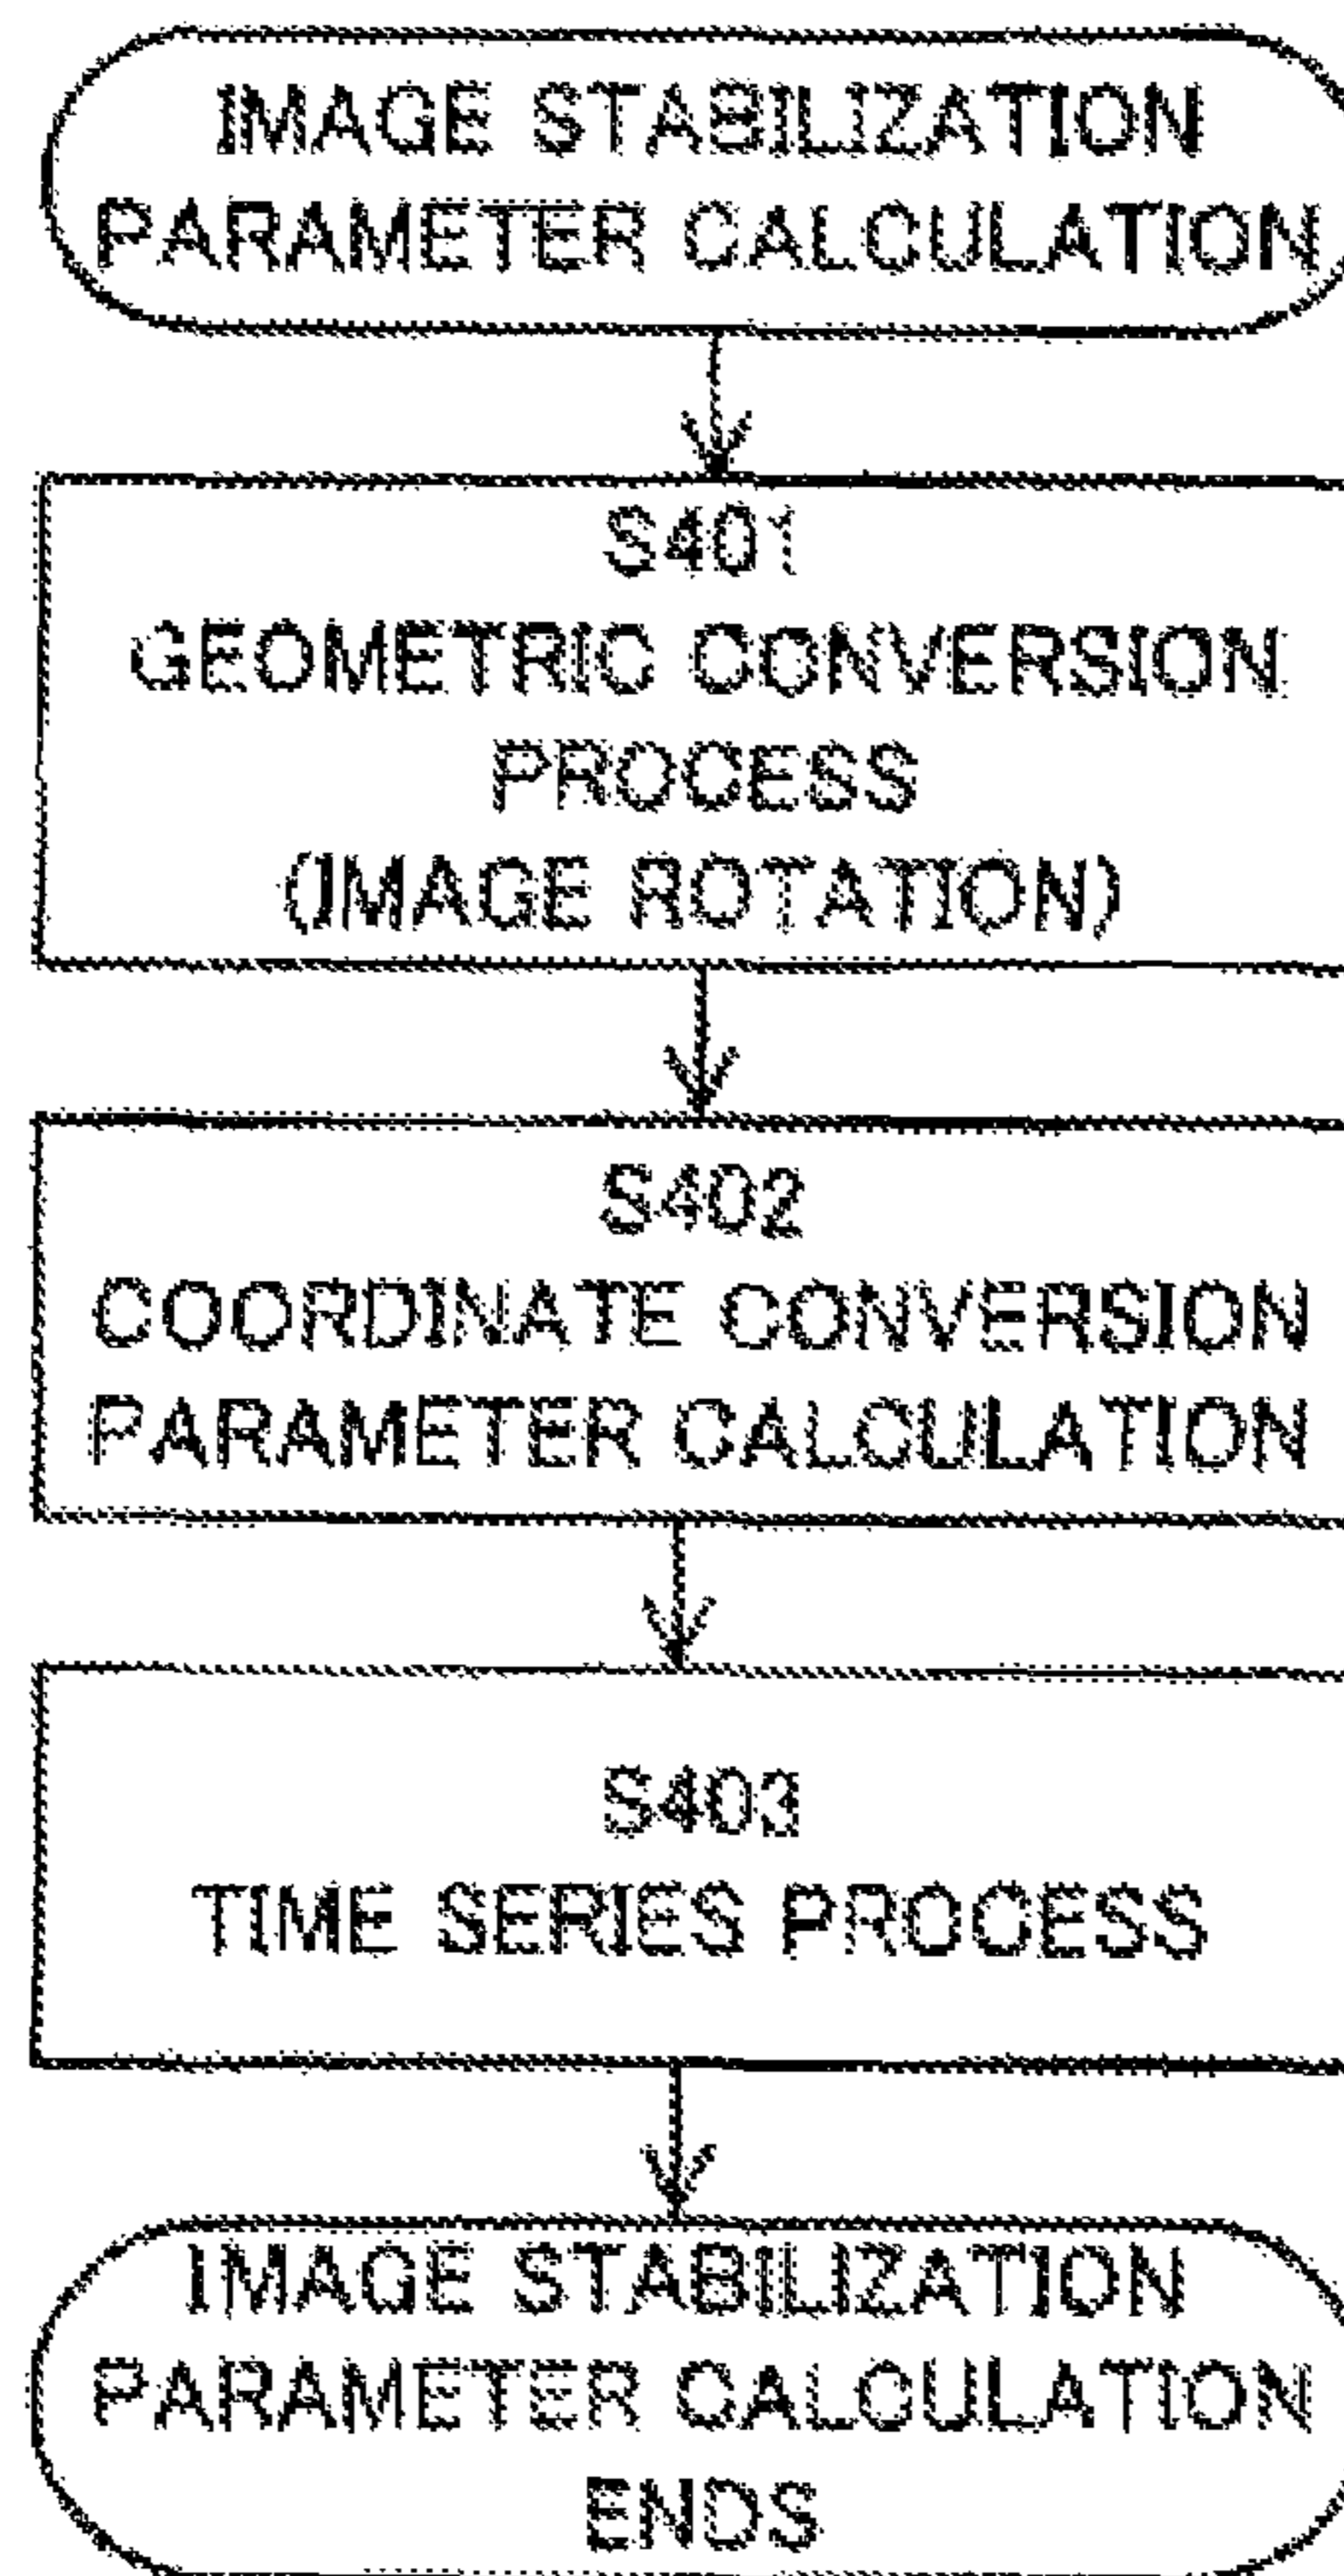 IMAGE STABILIZATION
PARAMETER CALCULATION
S401
GEOMETRIC CONVERSION
PROCESS
(IMAGE ROTATION)
S402
COORDINATE CONVERSION
PARAMETER CALCULATION
S403
TIME SERIES PROCESS
IMAGE STABILIZATION
PARAMETER CALCULATION
ENDS